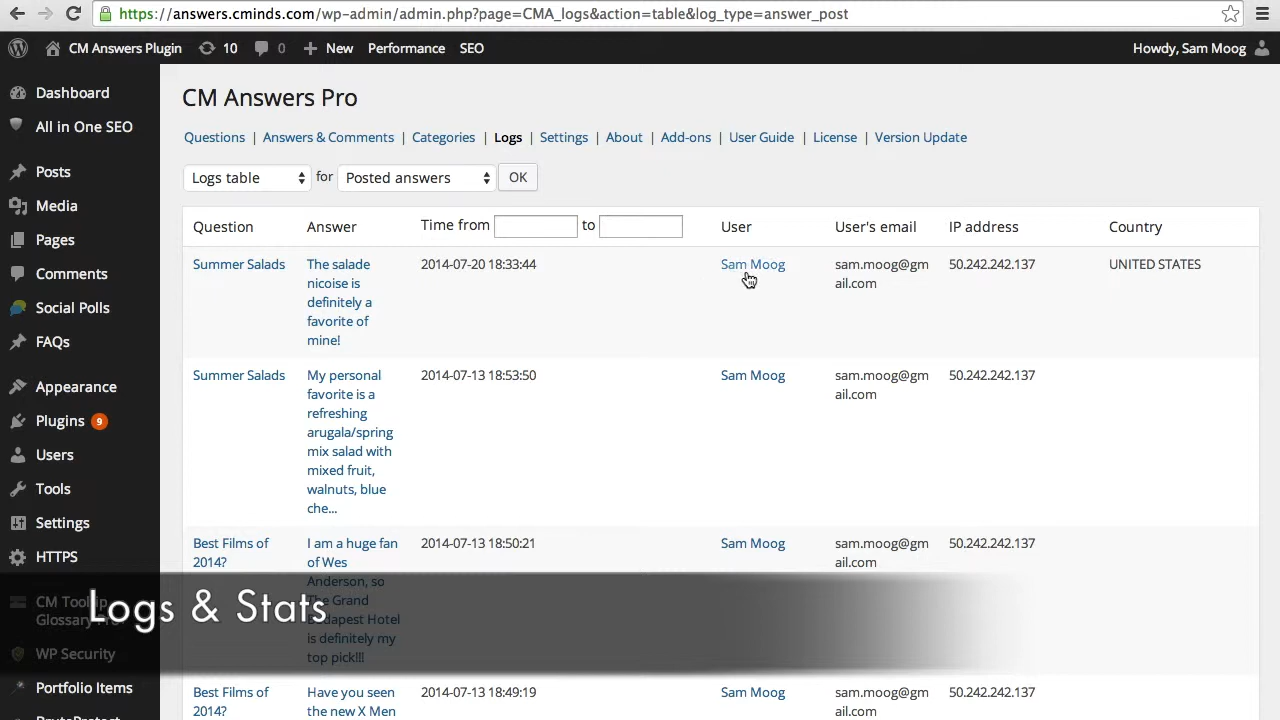 https://answers.cminds.com/wp-admin/admin.php?page=CMA_logs&action=table&log_type=answer_post
CM Answers Plugin 10 0 New Performance SEO Howdy, Sam Moog
Dashboard
All in One SEO
Posts
Media
Pages
Comments
Social Polls
FAQs
Appearance
Plugins 9
Users
Tools
Settings
HTTPS
CM Tooltip
Glossary Pro
WP Security
Portfolio Items
BruteProtect
CM Answers Pro
Questions | Answers & Comments | Categories | Logs | Settings | About | Add-ons | User Guide | License | Version Update
Logs table for Posted answers OK
Question Answer Time from to User User's email IP address Country
Summer Salads The salade 2014-07-20 18:33:44 Sam Moog sam.moog@gm 50.242.242.137 UNITED STATES
nicoise is ail.com
definitely a
favorite of
mine!
Summer Salads My personal 2014-07-13 18:53:50 Sam Moog sam.moog@gm 50.242.242.137
favorite is a ail.com
refreshing
arugala/spring
mix salad with
mixed fruit,
walnuts, blue
che...
Best Films of I am a huge fan 2014-07-13 18:50:21 Sam Moog sam.moog@gm 50.242.242.137
2014? of Wes ail.com
Anderson, so
The Grand
Budapest Hotel
is definitely my
top pick!!!
Best Films of Have you seen 2014-07-13 18:49:19 Sam Moog sam.moog@gm 50.242.242.137
2014? the new X Men ail.com
Logs & Stats